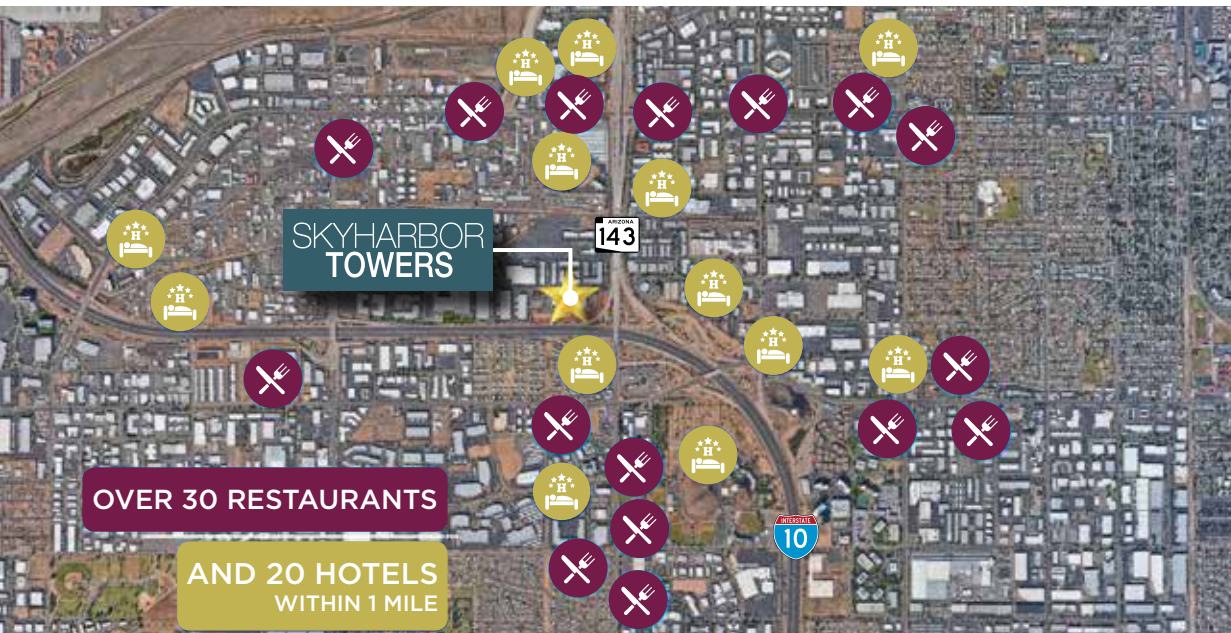 SKYHARBOR
TOWERS
ARIZONA
143
OVER 30 RESTAURANTS
AND 20 HOTELS
WITHIN 1 MILE
INTERSTATE
10
H
H
H
H
H
H
H
H
H
H
H
H
H